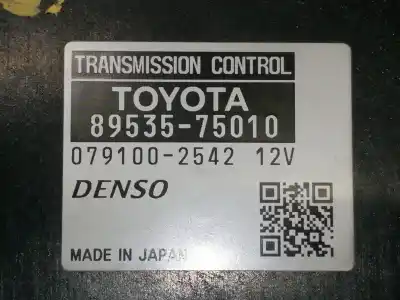 TRANSMISSION CONTROL
TOYOTA
89535-75010
079100-2542 12V
DENSO
MADE IN JAPAN